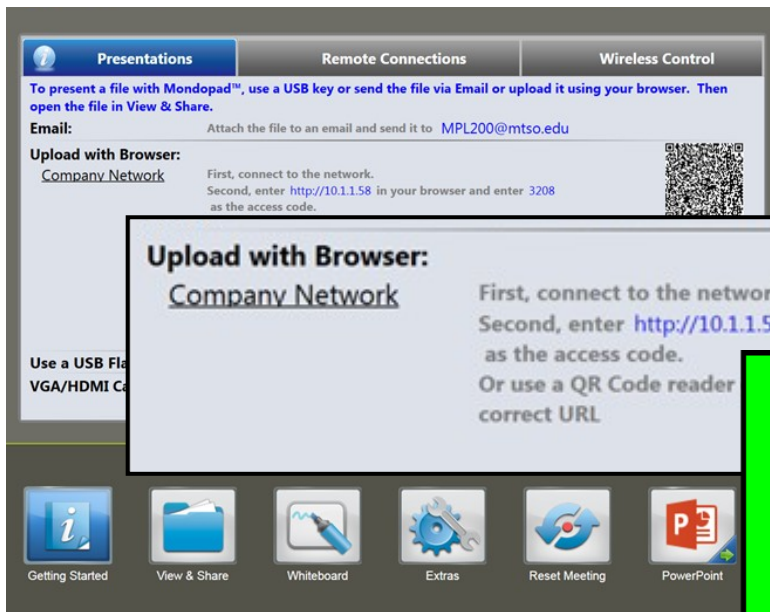 Presentations Remote Connections Wireless Control
To present a file with Mondopad™, use a USB key or send the file via Email or upload it using your browser. Then
open the file in View & Share.
Email: Attach the file to an email and send it to MPL200@mtso.edu
Upload with Browser:
Company Network First, connect to the network.
Second, enter http://10.1.1.58 in your browser and enter 3208
as the access code.
Upload with Browser:
Company Network First, connect to the networ
Second, enter http://10.1.1.5
as the access code.
Or use a QR Code reader
correct URL
Use a USB Fla
VGA/HDMI Ca
Getting Started View & Share Whiteboard Extras Reset Meeting PowerPoint